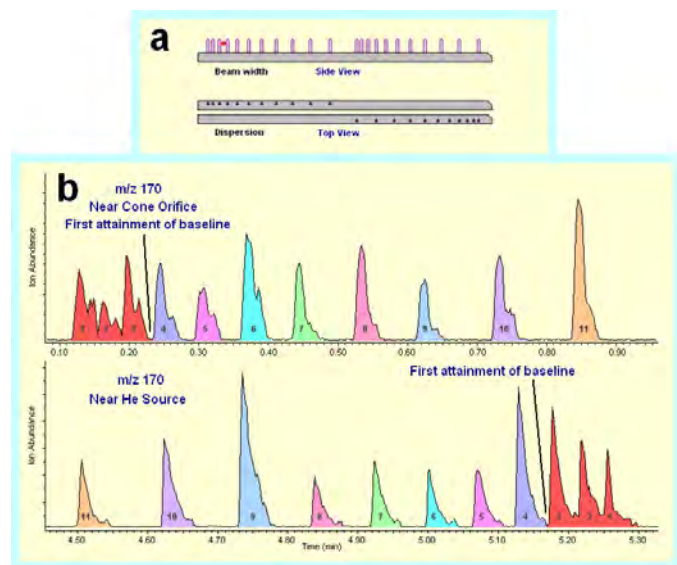 a
Beam width Side View
Dispersion Top View
b
m/z 170
Near Cone Orifice
First attainment of baseline
Ion Abundance
4 5 6 7 8 9 10 11
0.10 0.20 0.30 0.40 0.50 0.60 0.70 0.80 0.90
m/z 170
Near He Source
First attainment of baseline
Ion Abundance
11 10 9 8 7 6 5 4
4.50 4.60 4.70 4.80 4.90 5.00 5.10 5.20 5.30
Time (min)